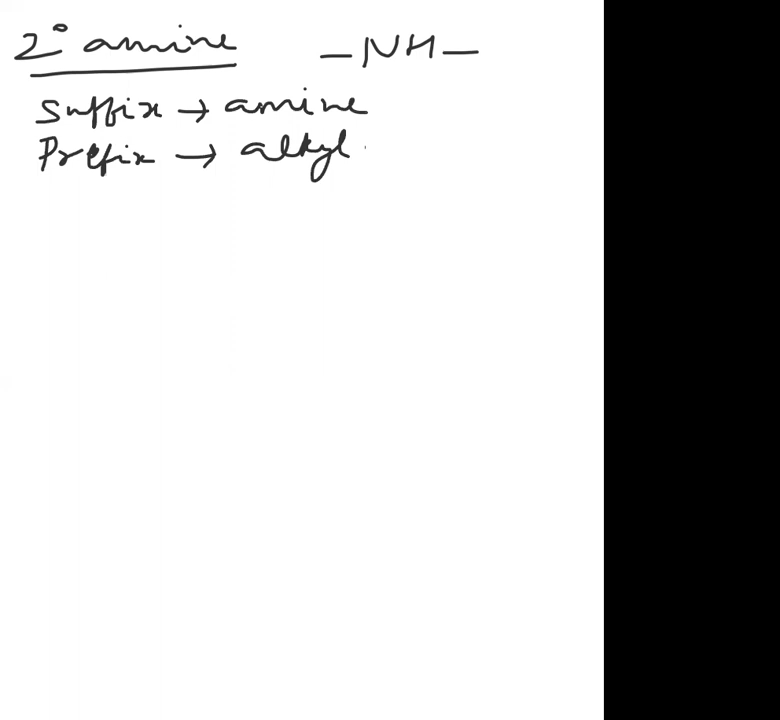 2° amine —NH—
Suffix → amine
Prefix → alkyl